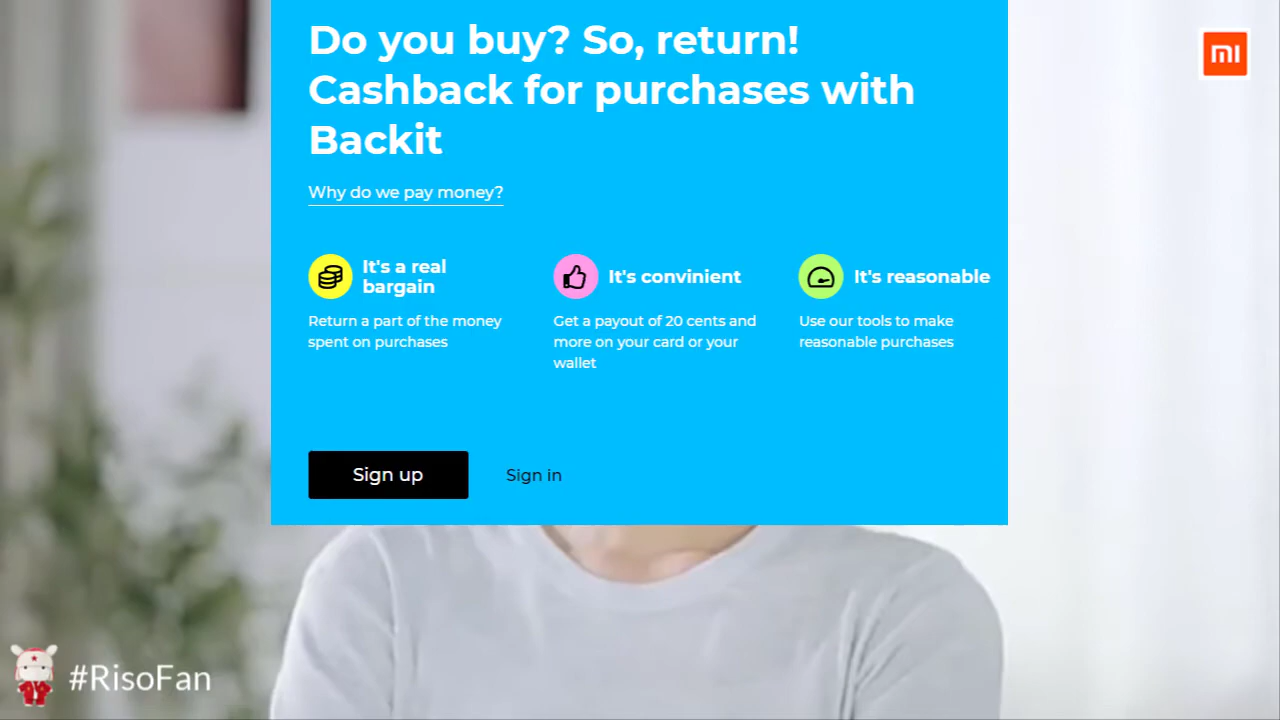 Do you buy? So, return!
Cashback for purchases with
Backit
Why do we pay money?
It's a real
bargain
Return a part of the money
spent on purchases
It's convinient
Get a payout of 20 cents and
more on your card or your
wallet
It's reasonable
Use our tools to make
reasonable purchases
Sign up
Sign in
mi
#RisoFan